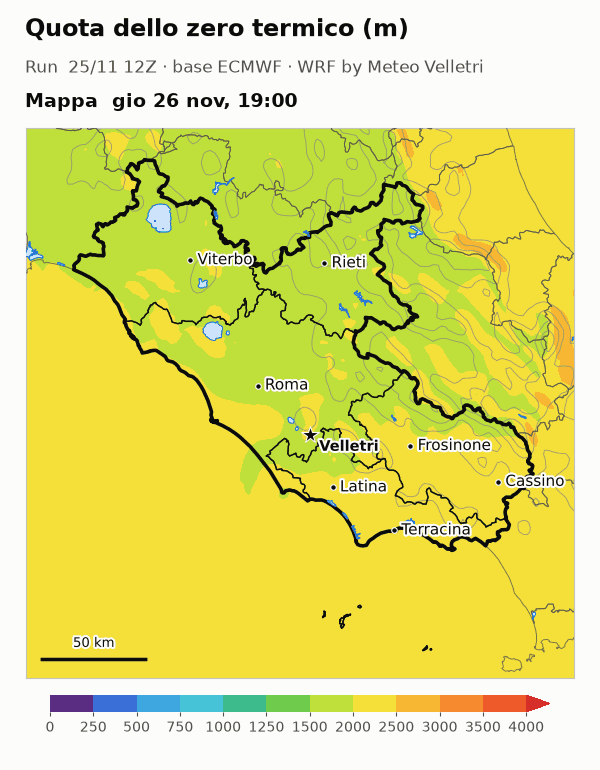 Quota dello zero termico (m)
Run 25/11 12Z · base ECMWF · WRF by Meteo Velletri
Mappa gio 26 nov, 19:00
Viterbo
Rieti
Roma
Velletri
Frosinone
Latina
Cassino
Terracina
50 km
0 250 500 750 1000 1250 1500 2000 2500 3000 3500 4000